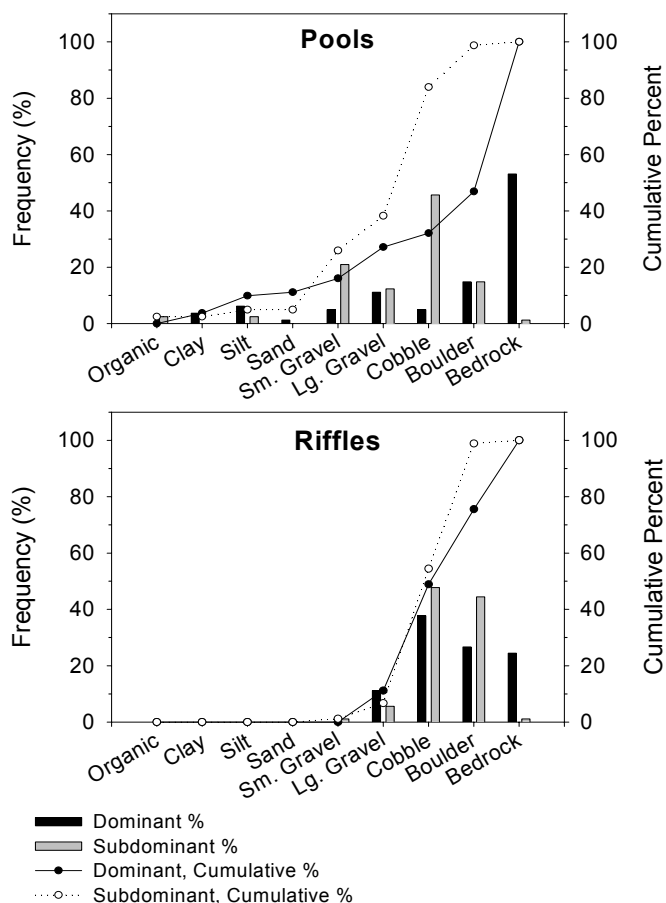 Pools
100
80
60
40
20
0
Frequency (%)
100
80
60
40
20
0
Cumulative Percent
Organic
Clay
Silt
Sand
Sm. Gravel
Lg. Gravel
Cobble
Boulder
Bedrock
Riffles
100
80
60
40
20
0
Frequency (%)
100
80
60
40
20
0
Cumulative Percent
Organic
Clay
Silt
Sand
Sm. Gravel
Lg. Gravel
Cobble
Boulder
Bedrock
Dominant %
Subdominant %
Dominant, Cumulative %
Subdominant, Cumulative %